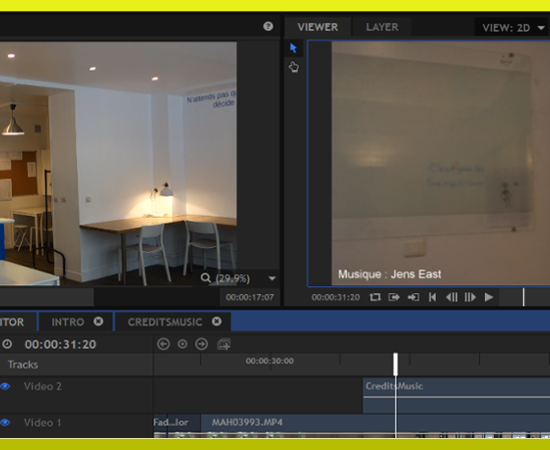 VIEWER
LAYER
VIEW: 2D
N'attends pas
décide
(29.9%)
00:00:17:07
Musique : Jens East
00:00:31:20
ITOR
INTRO
CREDITSMUSIC
00:00:31:20
00:00:30:00
Tracks
Video 2
CreditsMusic
Video 1
Fad...lor
MAH03993.MP4